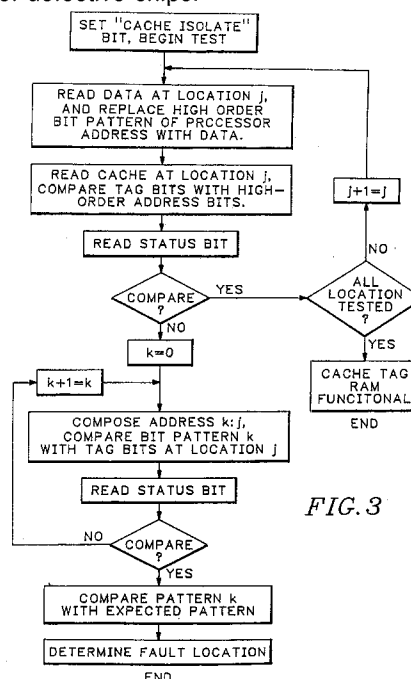 SET "CACHE ISOLATE"
BIT, BEGIN TEST
READ DATA AT LOCATION j,
AND REPLACE HIGH ORDER
BIT PATTERN OF PROCESSOR
ADDRESS WITH DATA.
READ CACHE AT LOCATION j,
COMPARE TAG BITS WITH HIGH-
ORDER ADDRESS BITS.
j+1=j
READ STATUS BIT
NO
COMPARE
?
YES
ALL
LOCATION
TESTED
?
NO
YES
k=0
CACHE TAG
RAM
FUNCITONAL
END
k+1=k
COMPOSE ADDRESS k:j,
COMPARE BIT PATTERN k
WITH TAG BITS AT LOCATION j
READ STATUS BIT
FIG. 3
NO
COMPARE
?
YES
COMPARE PATTERN k
WITH EXPECTED PATTERN
DETERMINE FAULT LOCATION
END